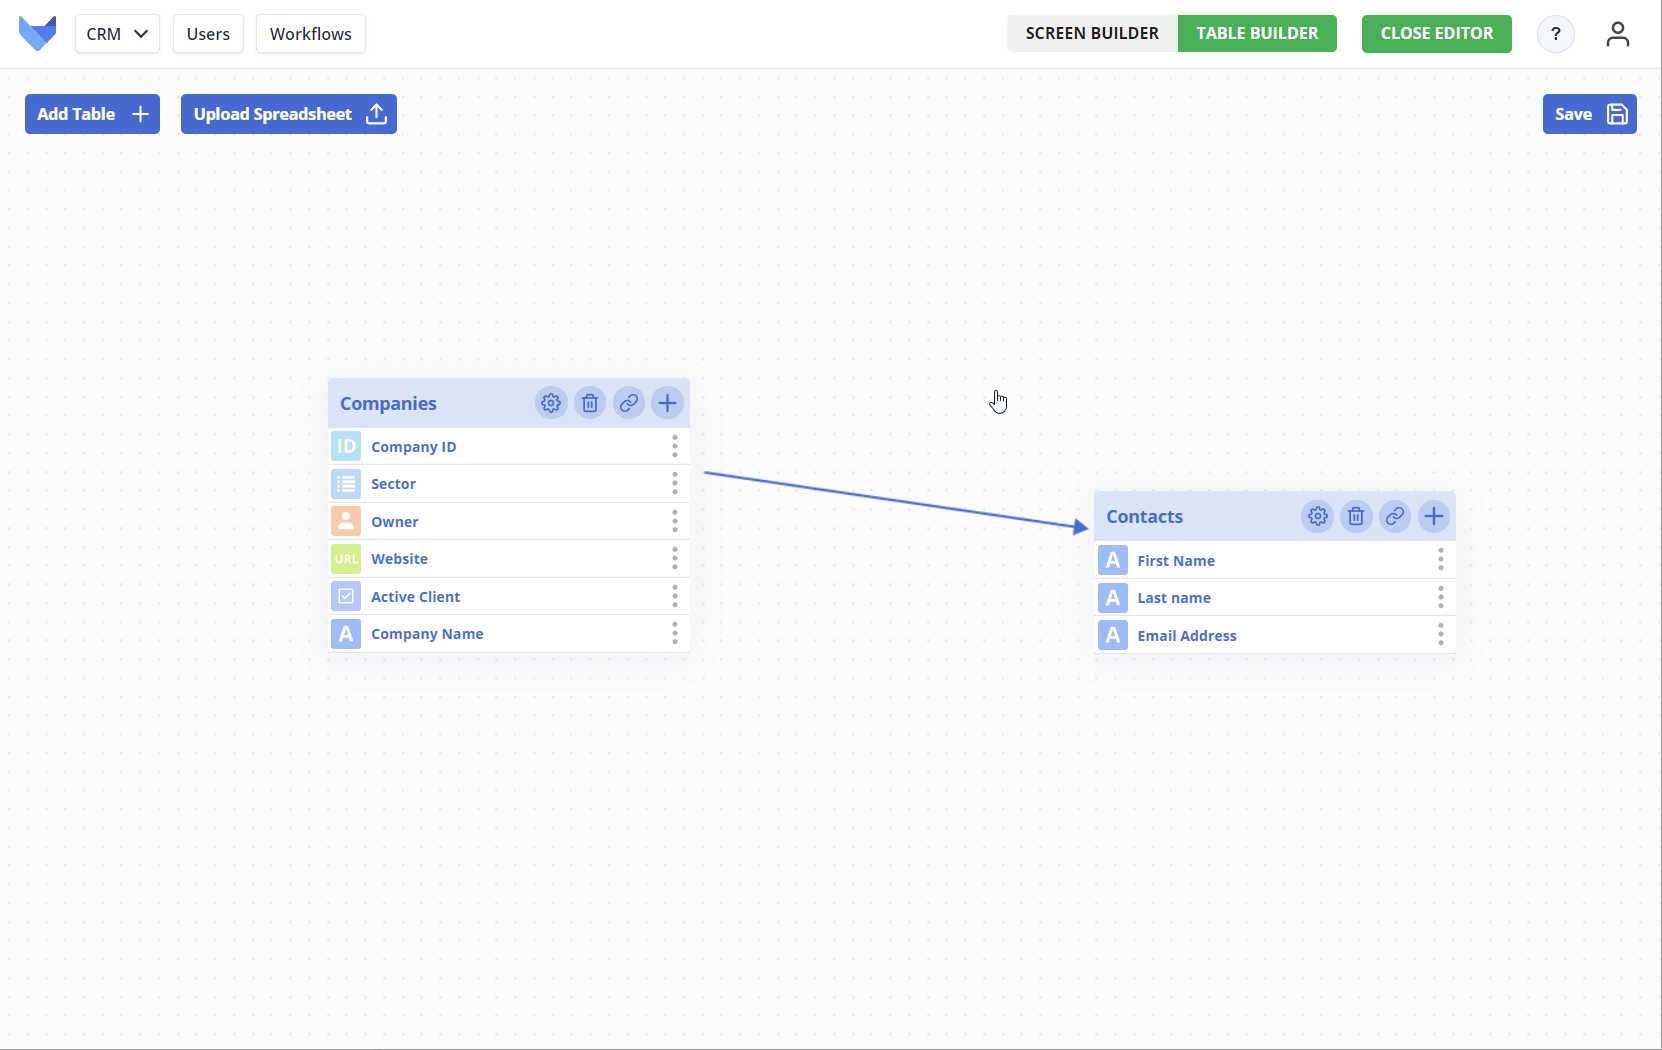 CRM Users Workflows SCREEN BUILDER TABLE BUILDER CLOSE EDITOR ?
Add Table Upload Spreadsheet Save
Companies
ID Company ID
Sector
Owner
URL Website
Active Client
A Company Name
Contacts
A First Name
A Last name
A Email Address